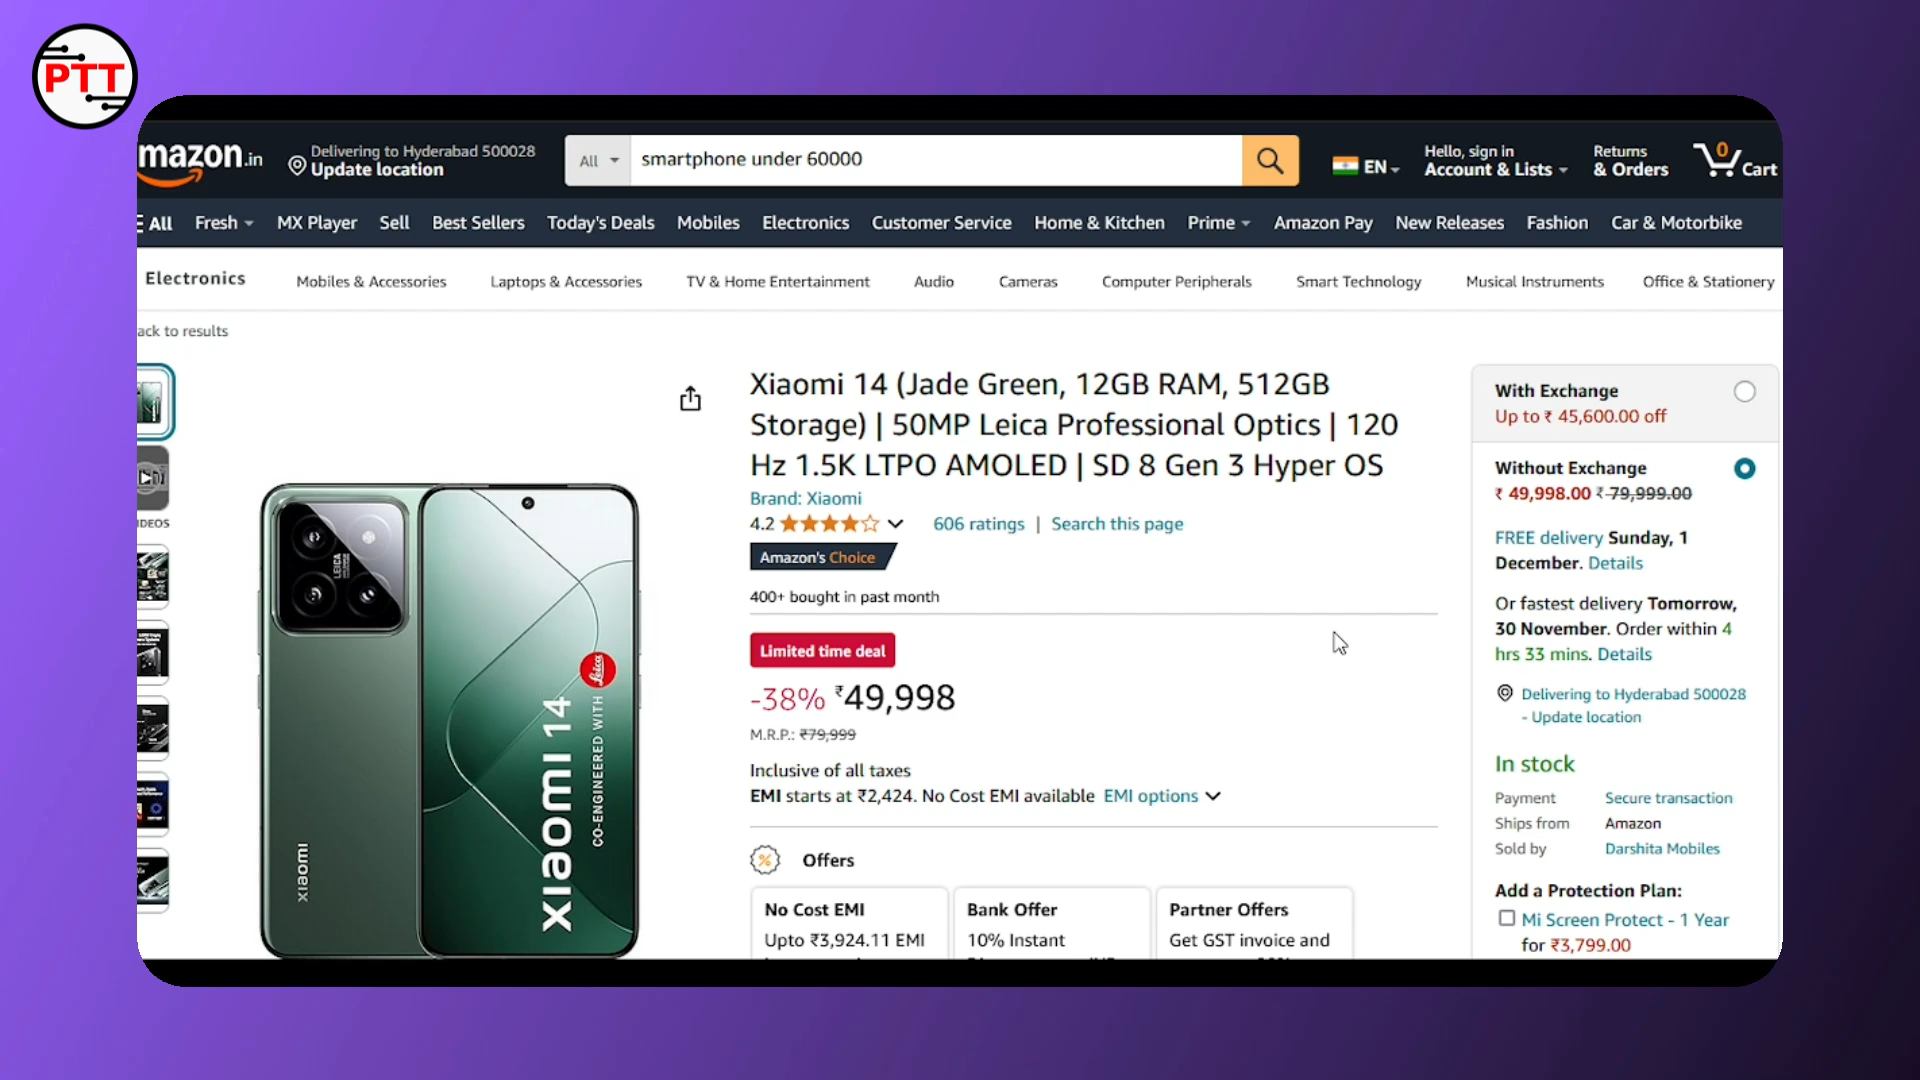 PTT
mazon.in
Delivering to Hyderabad 500028
Update location
All
smartphone under 60000
EN
Hello, sign in
Account & Lists
Returns
& Orders
0
Cart
All
Fresh
MX Player
Sell
Best Sellers
Today's Deals
Mobiles
Electronics
Customer Service
Home & Kitchen
Prime
Amazon Pay
New Releases
Fashion
Car & Motorbike
Electronics
Mobiles & Accessories
Laptops & Accessories
TV & Home Entertainment
Audio
Cameras
Computer Peripherals
Smart Technology
Musical Instruments
Office & Stationery
ack to results
IDEOS
LEICA
xiaomi
xiaomi 14
CO-ENGINEERED WITH
Leica
Xiaomi 14 (Jade Green, 12GB RAM, 512GB
Storage) | 50MP Leica Professional Optics | 120
Hz 1.5K LTPO AMOLED | SD 8 Gen 3 Hyper OS
Brand: Xiaomi
4.2
606 ratings | Search this page
Amazon's Choice
400+ bought in past month
Limited time deal
-38% ₹49,998
M.R.P.: ₹79,999
Inclusive of all taxes
EMI starts at ₹2,424. No Cost EMI available EMI options
% Offers
No Cost EMI
Upto ₹3,924.11 EMI
Bank Offer
10% Instant
Partner Offers
Get GST invoice and
With Exchange
Up to ₹ 45,600.00 off
Without Exchange
₹ 49,998.00 ₹ 79,999.00
FREE delivery Sunday, 1
December. Details
Or fastest delivery Tomorrow,
30 November. Order within 4
hrs 33 mins. Details
Delivering to Hyderabad 500028
- Update location
In stock
Payment Secure transaction
Ships from Amazon
Sold by Darshita Mobiles
Add a Protection Plan:
Mi Screen Protect - 1 Year
for ₹3,799.00